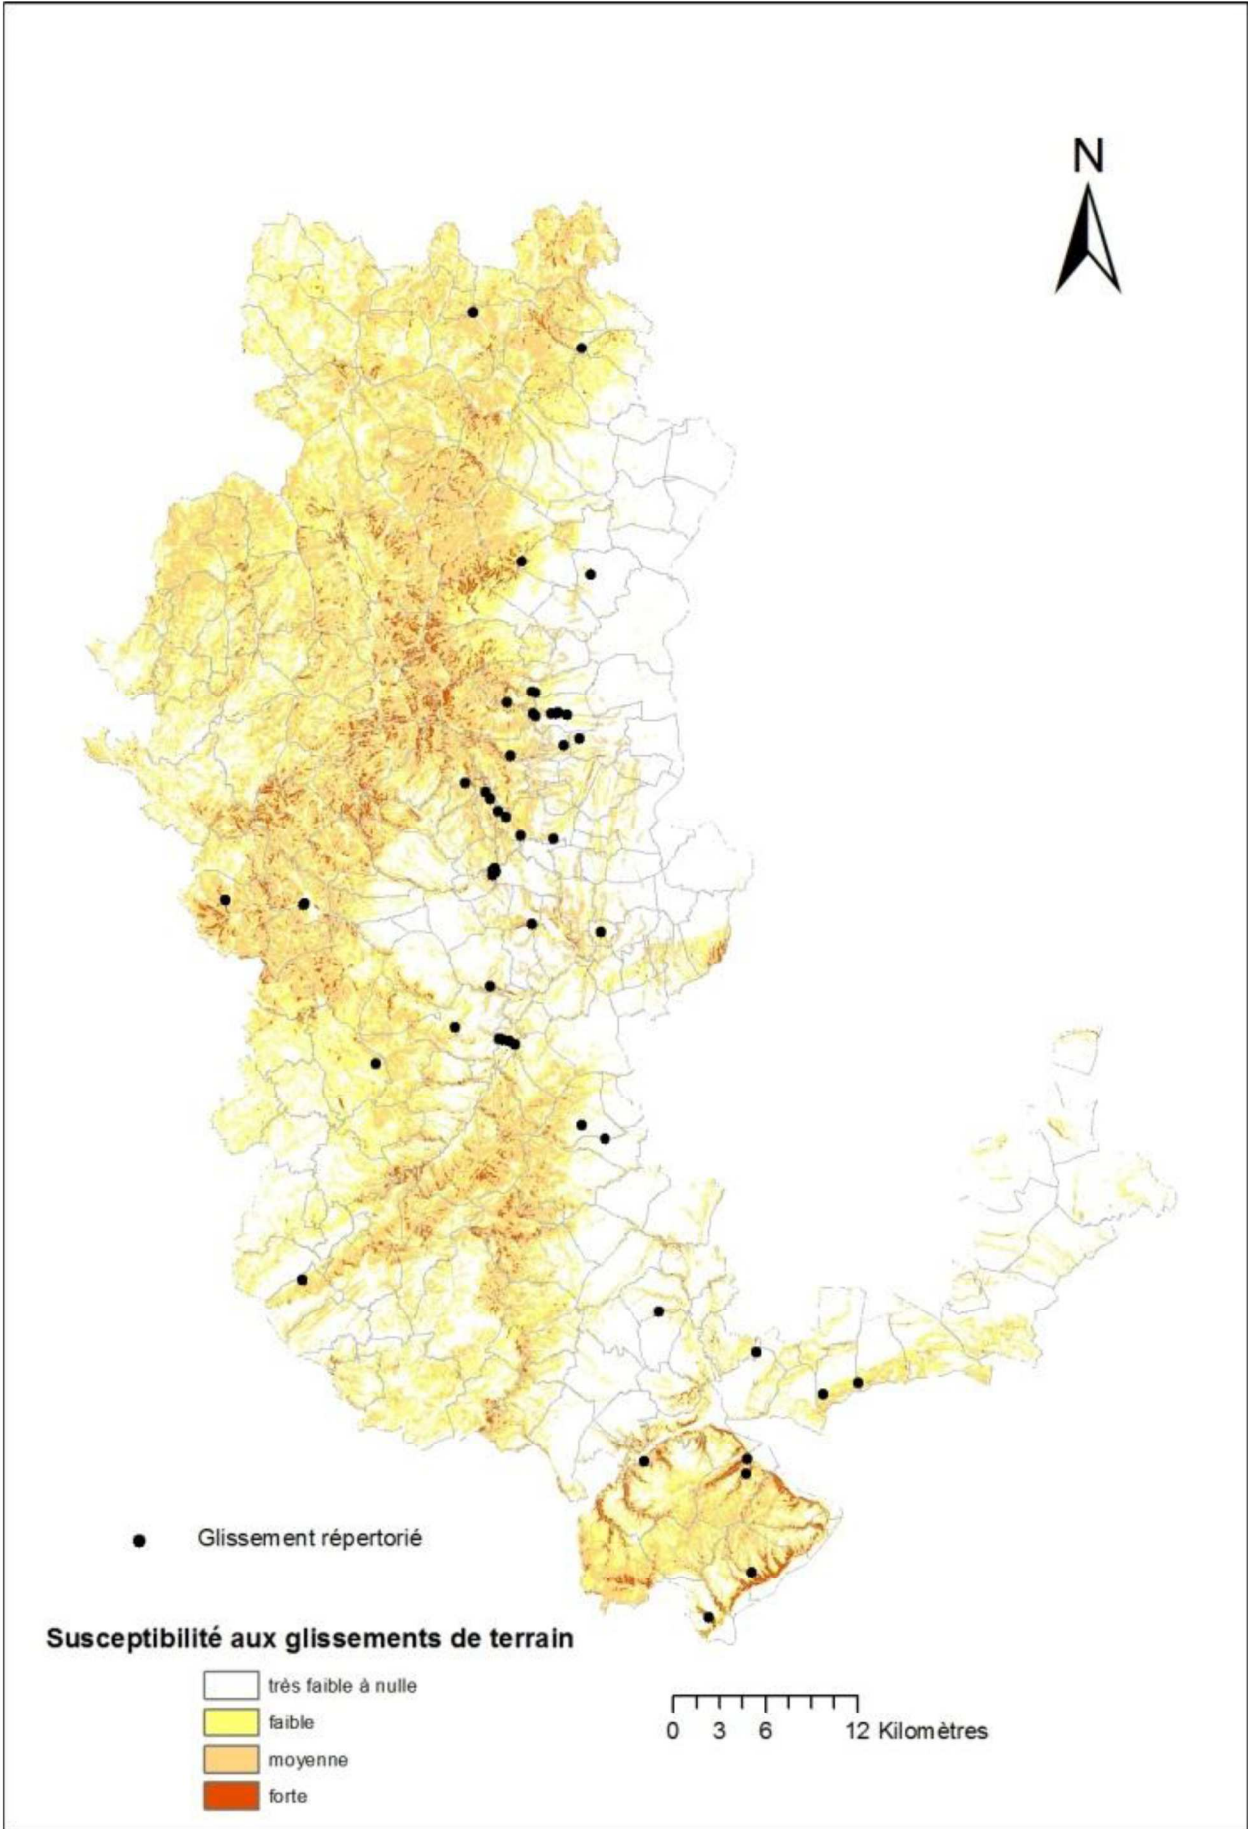 N
Glissement répertorié
Susceptibilité aux glissements de terrain
très faible à nulle
faible
moyenne
forte
0 3 6 12 Kilomètres